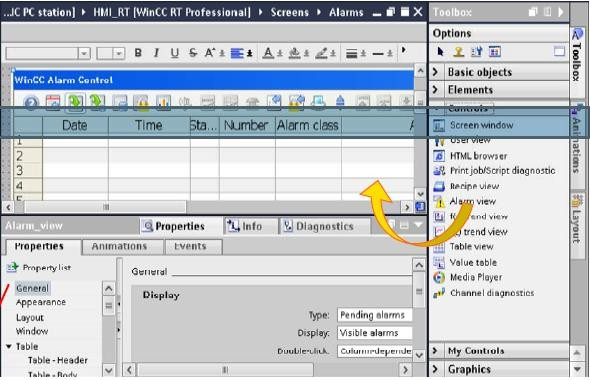 ...JC PC station] ▸ HMI_RT [WinCC RT Professional] ▸ Screens ▸ Alarms
Toolbox
Options
B I U S A
WinCC Alarm Control
Date Time Sta... Number Alarm class
1
2
3
4
Basic objects
Elements
Controls
Screen window
User view
HTML browser
Print job/Script diagnostic
Recipe view
Alarm view
trend view
trend view
Table view
Value table
Media Player
Channel diagnostics
My Controls
Graphics
Toolbox
Animations
Layout
Alarm_view
Properties Info Diagnostics
Properties Animations Events
Property list
General
Appearance
Layout
Window
Table
Table - Header
Table - Body
General
Display
Type: Pending alarms
Display: Visible alarms
Double-click: Column-depende